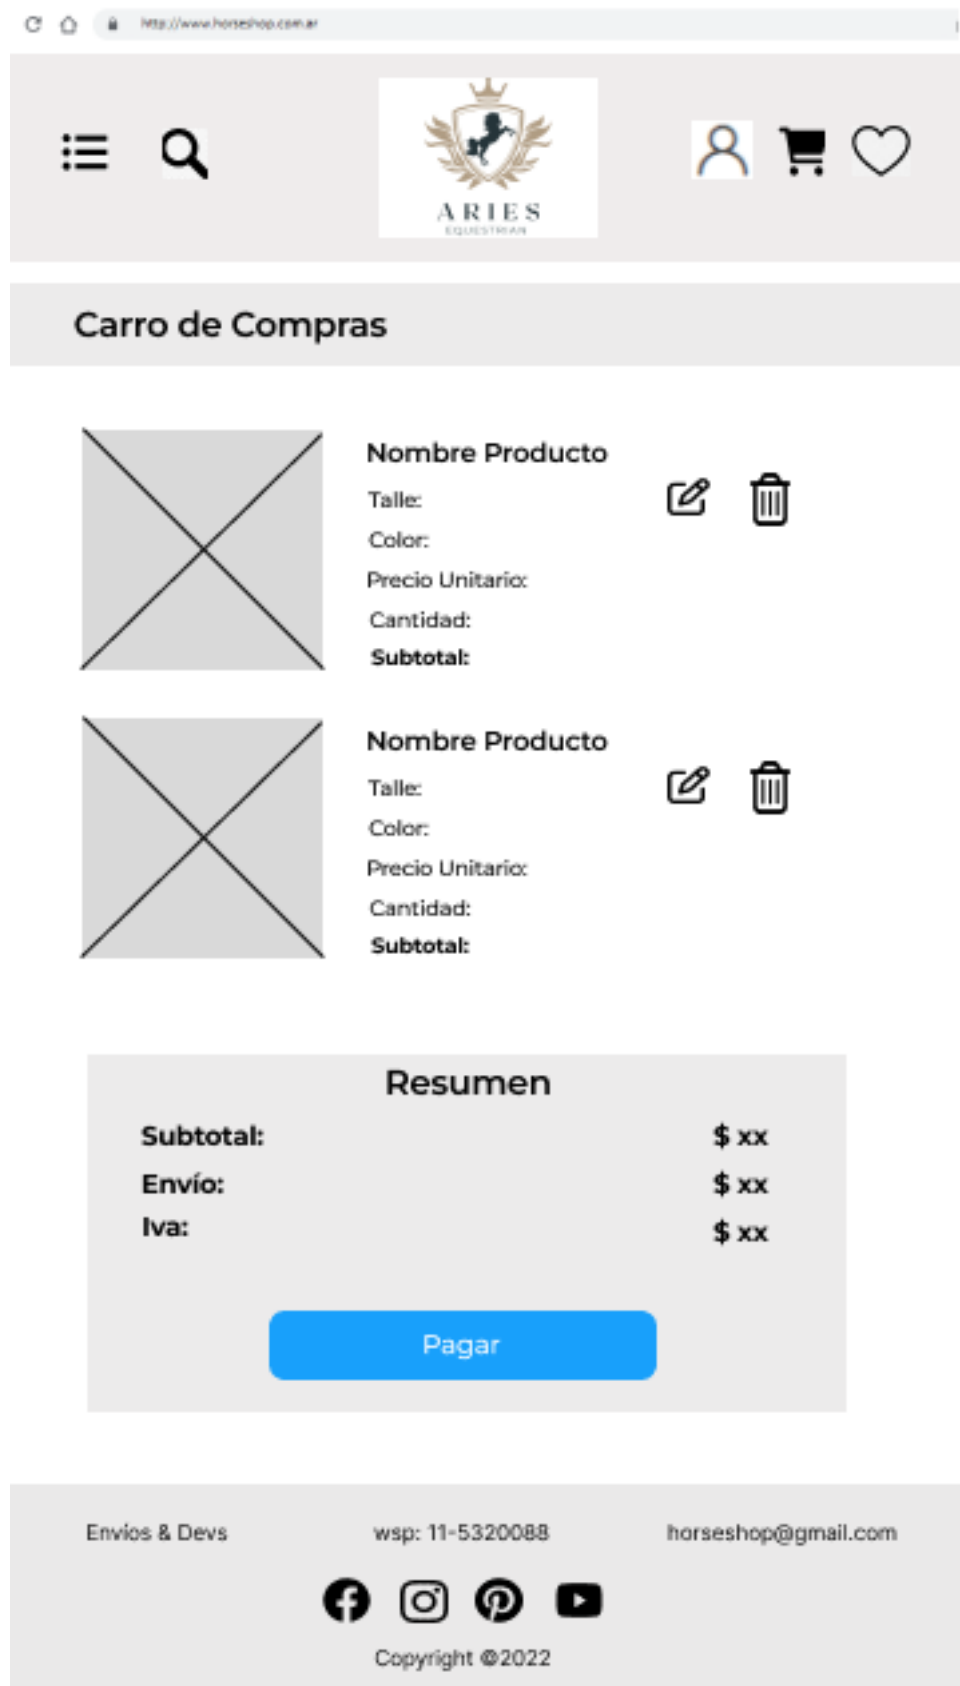 http://www.horseshop.com.ar
ARIES
EQUESTRIAN
Carro de Compras
Nombre Producto
Talle:
Color:
Precio Unitario:
Cantidad:
Subtotal:
Nombre Producto
Talle:
Color:
Precio Unitario:
Cantidad:
Subtotal:
Resumen
Subtotal: $ xx
Envío: $ xx
Iva: $ xx
Pagar
Envios & Devs wsp: 11-5320088 horseshop@gmail.com
Copyright ©2022